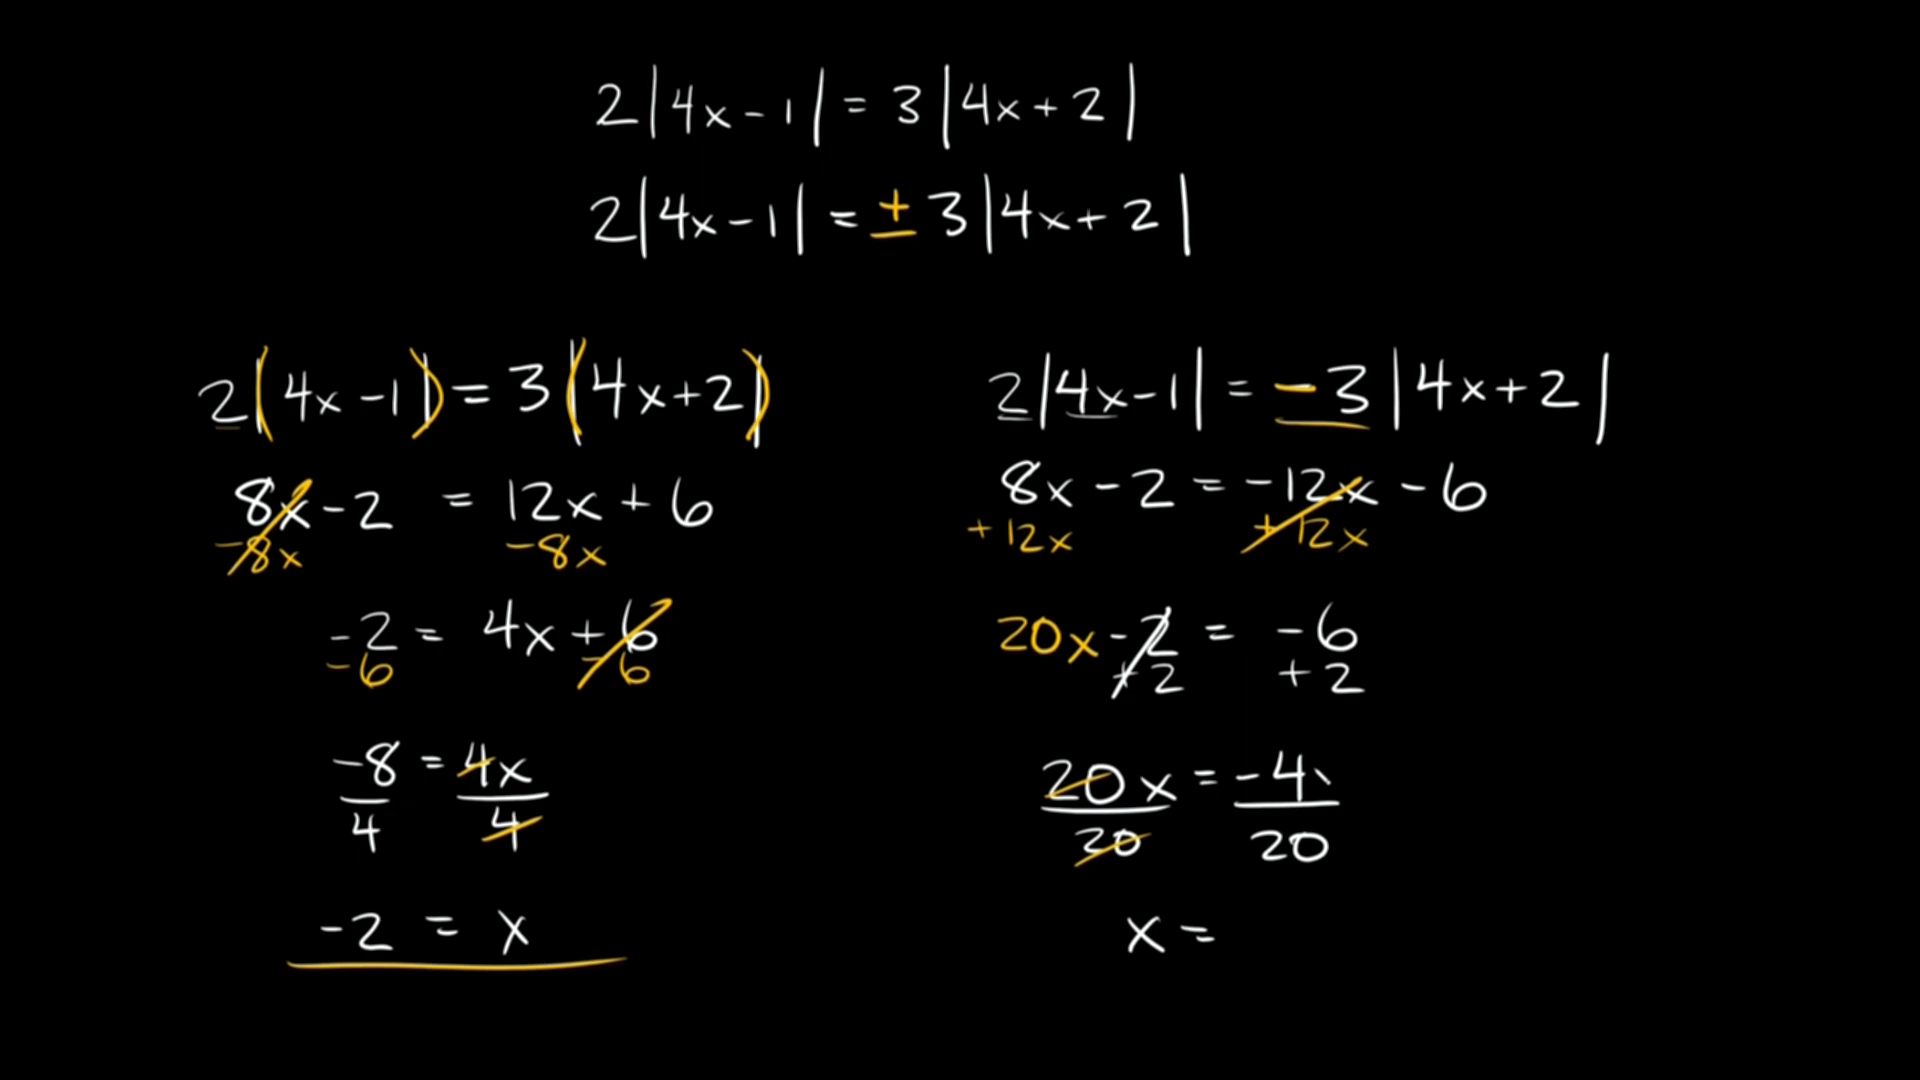 2|4x-1| = 3|4x+2|
2|4x-1| = ± 3|4x+2|
2(4x-1) = 3(4x+2)
8x-2 = 12x+6
-8x -8x
-2 = 4x+6
-6 -6
-8 = 4x
4 4
-2 = x
2|4x-1| = -3|4x+2|
8x-2 = -12x-6
+12x +12x
20x-2 = -6
+2 +2
20x = -4
20 20
x =